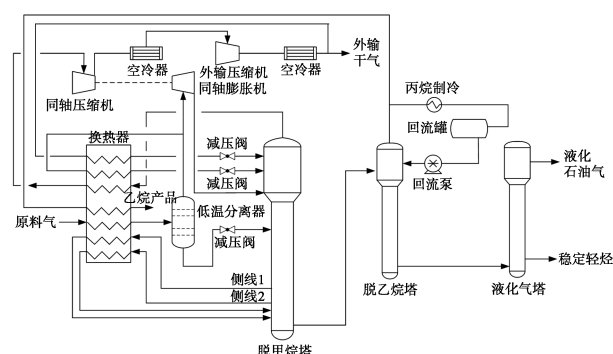 外输
干气
空冷器
外输压缩机
同轴膨胀机
空冷器
同轴压缩机
丙烷制冷
回流罐
换热器
减压阀
减压阀
液化
石油气
回流泵
乙烷产品
低温分离器
原料气
减压阀
稳定轻烃
侧线1
侧线2
脱乙烷塔
液化气塔
脱甲烷塔